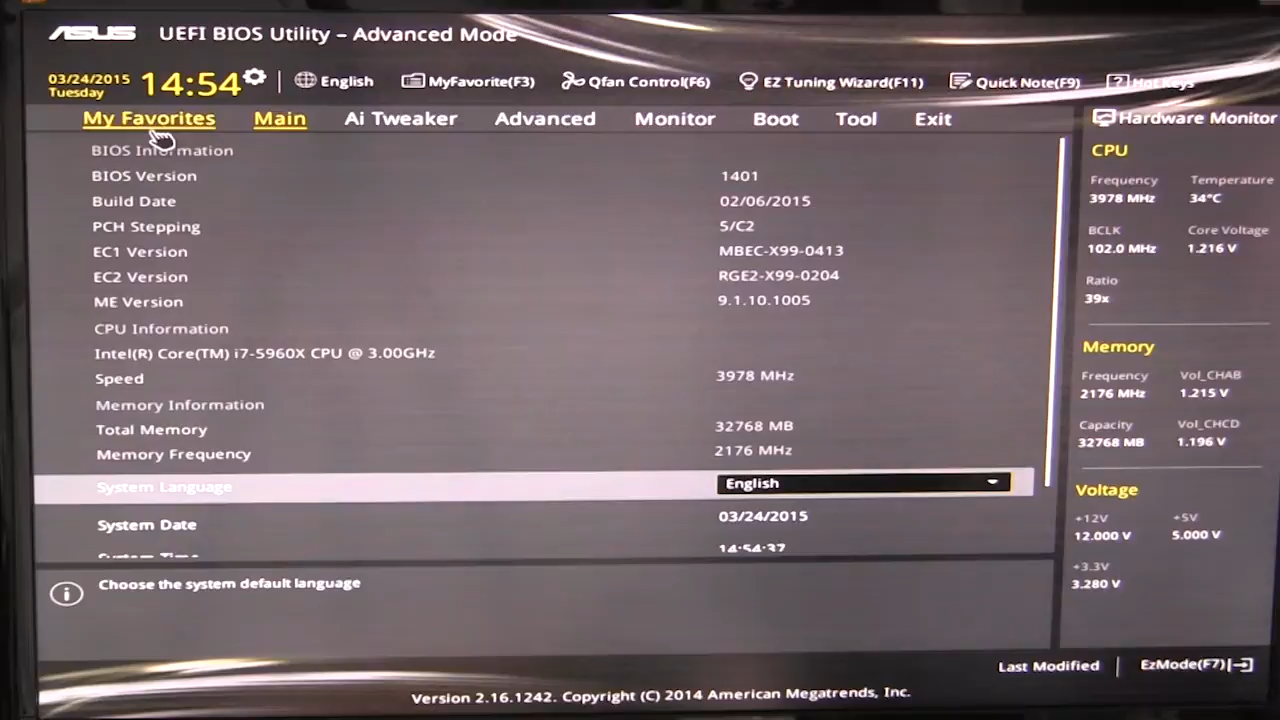 ASUS UEFI BIOS Utility – Advanced Mode
03/24/2015
Tuesday
14:54
English
MyFavorite(F3)
Qfan Control(F6)
EZ Tuning Wizard(F11)
Quick Note(F9)
Hot Keys
My Favorites Main Ai Tweaker Advanced Monitor Boot Tool Exit
BIOS Information
BIOS Version 1401
Build Date 02/06/2015
PCH Stepping 5/C2
EC1 Version MBEC-X99-0413
EC2 Version RGE2-X99-0204
ME Version 9.1.10.1005
CPU Information
Intel(R) Core(TM) i7-5960X CPU @ 3.00GHz
Speed 3978 MHz
Memory Information
Total Memory 32768 MB
Memory Frequency 2176 MHz
System Language English
System Date 03/24/2015
System Time 14:54:37
Choose the system default language
Hardware Monitor
CPU
Frequency Temperature
3978 MHz 34°C
BCLK Core Voltage
102.0 MHz 1.216 V
Ratio
39x
Memory
Frequency Vol_CHAB
2176 MHz 1.215 V
Capacity Vol_CHCD
32768 MB 1.196 V
Voltage
+12V +5V
12.000 V 5.000 V
+3.3V
3.280 V
Last Modified
EzMode(F7)
Version 2.16.1242. Copyright (C) 2014 American Megatrends, Inc.